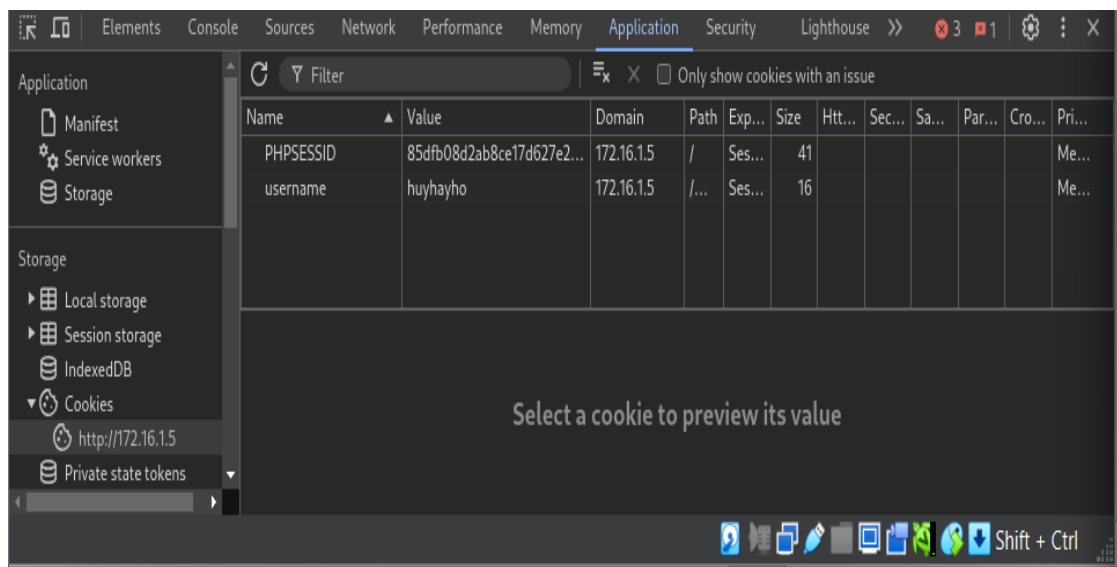 Elements Console Sources Network Performance Memory Application Security Lighthouse 3 1
Application
Filter Only show cookies with an issue
Manifest
Service workers
Storage
Name Value Domain Path Exp... Size Htt... Sec... Sa... Par... Cro... Pri...
PHPSESSID 85dfb08d2ab8ce17d627e2... 172.16.1.5 / Ses... 41 Me...
username huyhayho 172.16.1.5 /... Ses... 16 Me...
Storage
Local storage
Session storage
IndexedDB
Cookies
http://172.16.1.5
Private state tokens
Select a cookie to preview its value
Shift + Ctrl